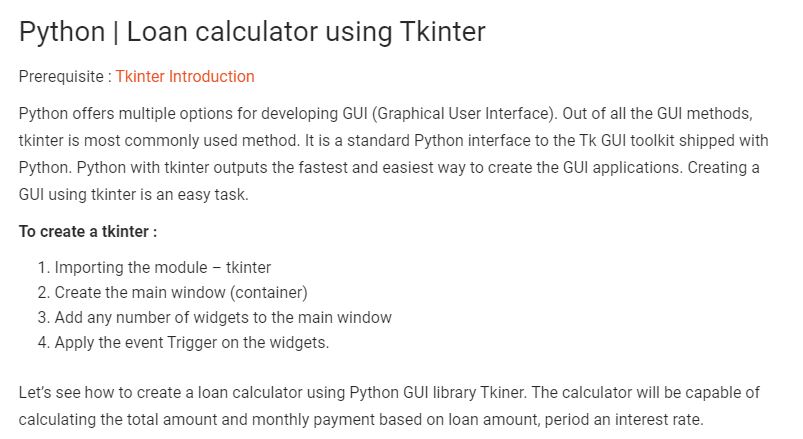 Python | Loan calculator using Tkinter
Prerequisite : Tkinter Introduction
Python offers multiple options for developing GUI (Graphical User Interface). Out of all the GUI methods,
tkinter is most commonly used method. It is a standard Python interface to the Tk GUI toolkit shipped with
Python. Python with tkinter outputs the fastest and easiest way to create the GUI applications. Creating a
GUI using tkinter is an easy task.
To create a tkinter :
1. Importing the module – tkinter
2. Create the main window (container)
3. Add any number of widgets to the main window
4. Apply the event Trigger on the widgets.
Let's see how to create a loan calculator using Python GUI library Tkiner. The calculator will be capable of
calculating the total amount and monthly payment based on loan amount, period an interest rate.